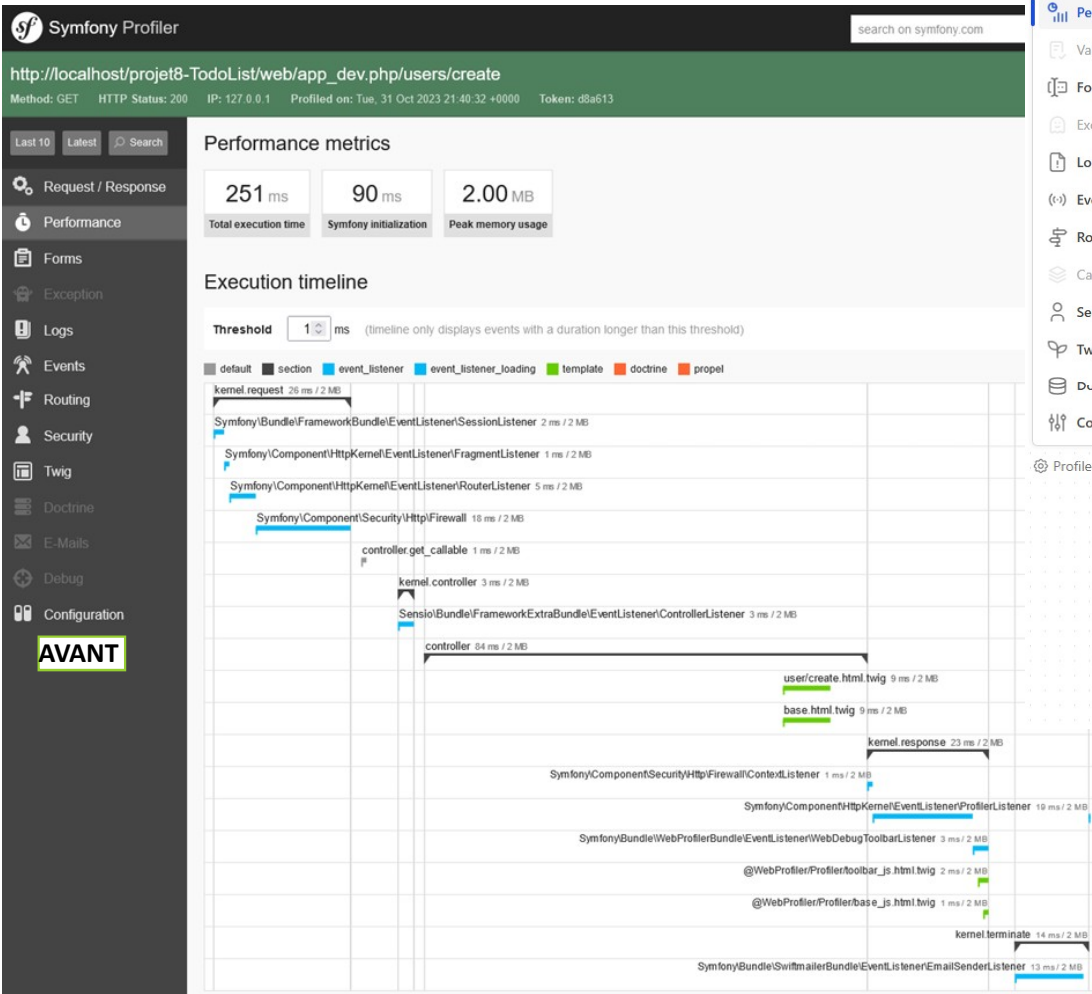 Symfony Profiler
search on symfony.com
http://localhost/projet8-TodoList/web/app_dev.php/users/create
Method: GET HTTP Status: 200 IP: 127.0.0.1 Profiled on: Tue, 31 Oct 2023 21:40:32 +0000 Token: d8a613
Last 10 Latest Search
Request / Response
Performance
Forms
Exception
Logs
Events
Routing
Security
Twig
Doctrine
E-Mails
Debug
Configuration
AVANT
Performance metrics
251 ms
Total execution time
90 ms
Symfony initialization
2.00 MB
Peak memory usage
Execution timeline
Threshold 1 ms (timeline only displays events with a duration longer than this threshold)
default section event_listener event_listener_loading template doctrine propel
kernel.request 26 ms / 2 MB
Symfony\Bundle\FrameworkBundle\EventListener\SessionListener 2 ms / 2 MB
Symfony\Component\HttpKernel\EventListener\FragmentListener 1 ms / 2 MB
Symfony\Component\HttpKernel\EventListener\RouterListener 5 ms / 2 MB
Symfony\Component\Security\Http\Firewall 18 ms / 2 MB
controller.get_callable 1 ms / 2 MB
kernel.controller 3 ms / 2 MB
Sensio\Bundle\FrameworkExtraBundle\EventListener\ControllerListener 3 ms / 2 MB
controller 84 ms / 2 MB
user/create.html.twig 9 ms / 2 MB
base.html.twig 9 ms / 2 MB
kernel.response 23 ms / 2 MB
Symfony\Component\Security\Http\Firewall\ContextListener 1 ms / 2 MB
Symfony\Component\HttpKernel\EventListener\ProfilerListener 19 ms / 2 MB
Symfony\Bundle\WebProfilerBundle\EventListener\WebDebugToolbarListener 3 ms / 2 MB
@WebProfiler/Profiler/toolbar_js.html.twig 2 ms / 2 MB
@WebProfiler/Profiler/base_js.html.twig 1 ms / 2 MB
kernel.terminate 14 ms / 2 MB
Symfony\Bundle\SwiftmailerBundle\EventListener\EmailSenderListener 13 ms / 2 MB
Pe
Va
Fo
Exc
Lo
Eve
Ro
Ca
Se
Tw
Co
Profile